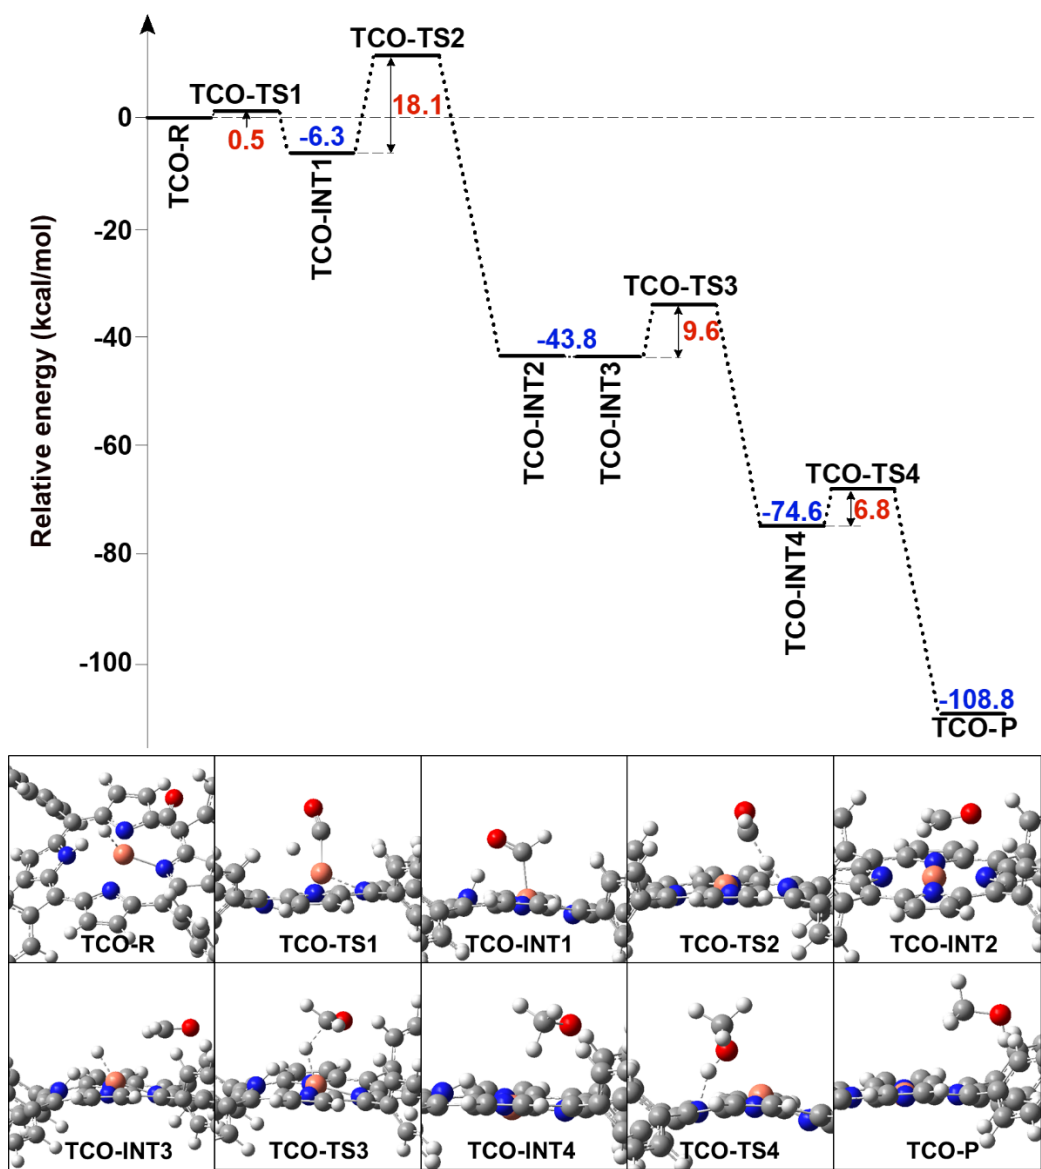 TCO-TS2
TCO-TS1
18.1
0
-6.3
0.5
TCO-R
TCO-INT1
-20
Relative energy (kcal/mol)
TCO-TS3
-43.8
9.6
-40
TCO-INT2
TCO-INT3
-60
TCO-TS4
-74.6
6.8
-80
TCO-INT4
-100
-108.8
TCO-P
TCO-R
TCO-TS1
TCO-INT1
TCO-TS2
TCO-INT2
TCO-INT3
TCO-TS3
TCO-INT4
TCO-TS4
TCO-P